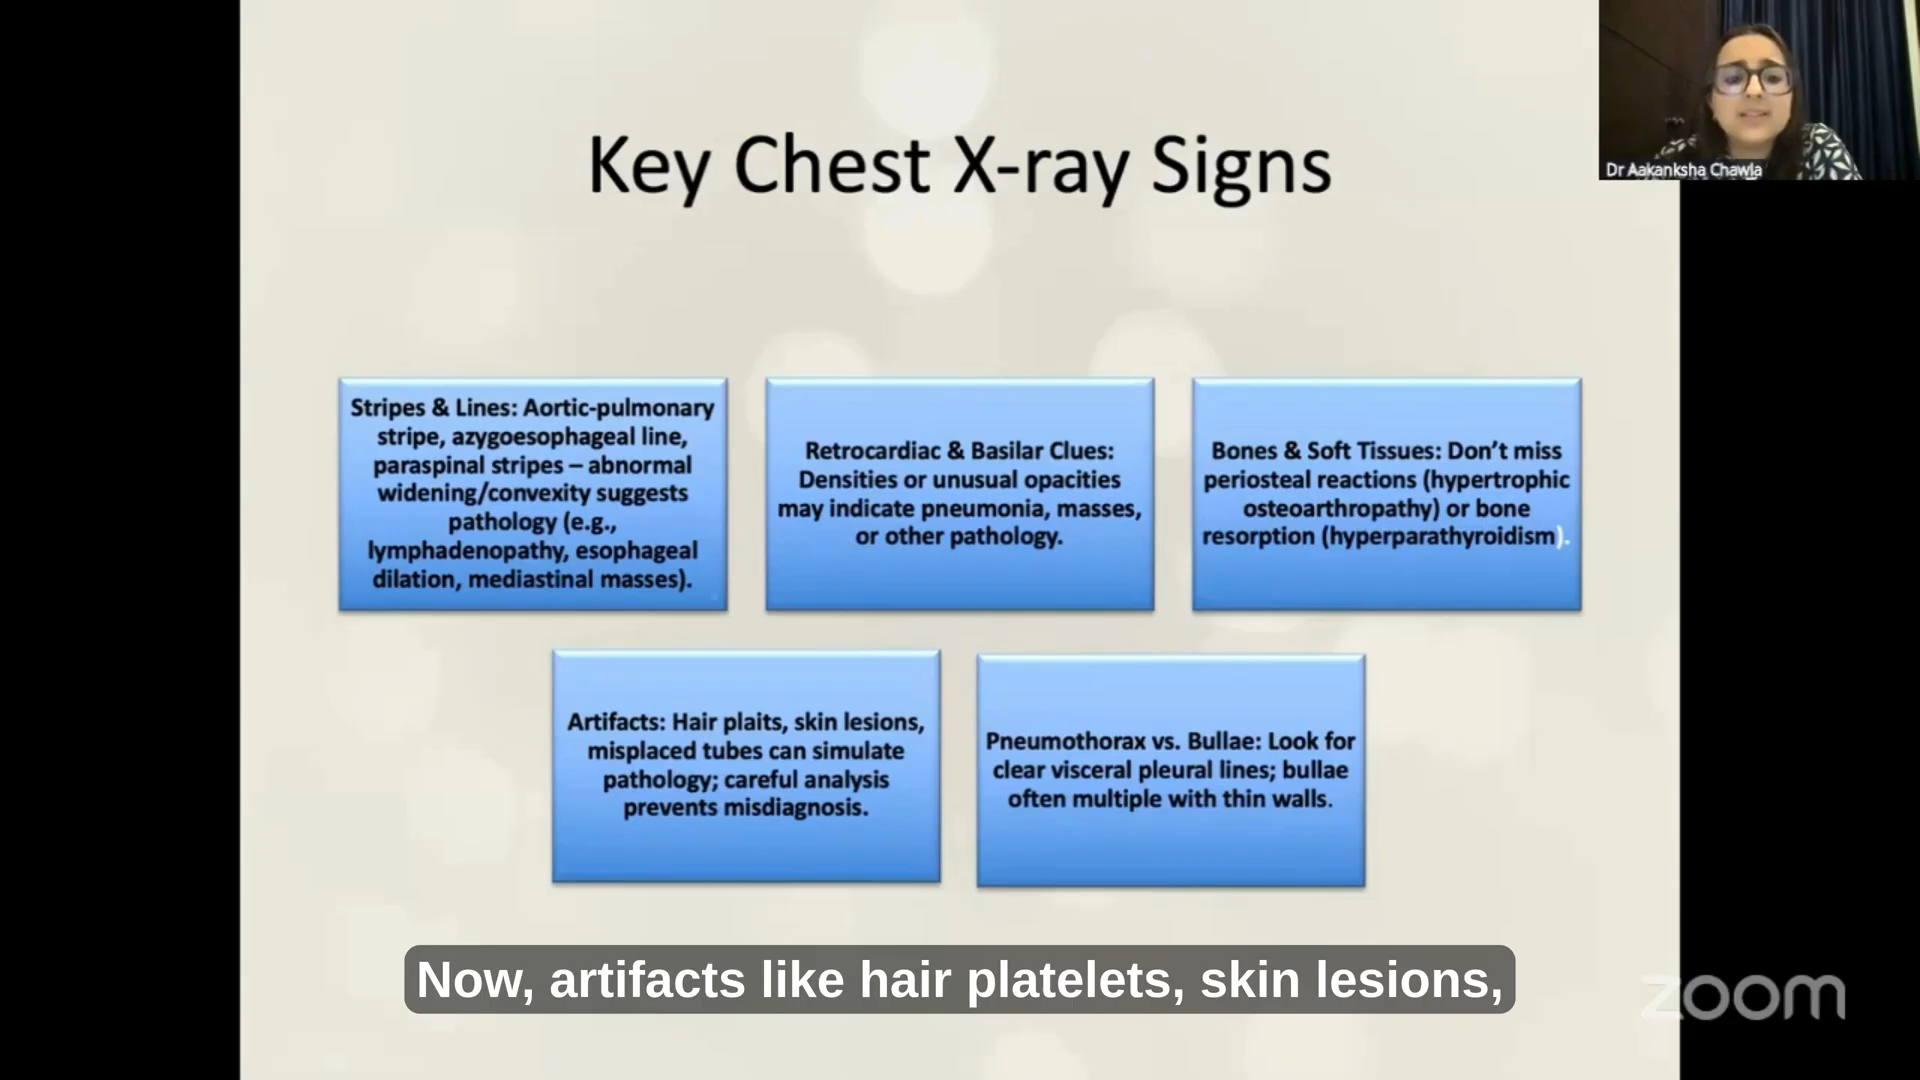 Key Chest X-ray Signs
Dr Aakanksha Chawla
Stripes & Lines: Aortic-pulmonary
stripe, azygoesophageal line,
paraspinal stripes – abnormal
widening/convexity suggests
pathology (e.g.,
lymphadenopathy, esophageal
dilation, mediastinal masses).
Retrocardiac & Basilar Clues:
Densities or unusual opacities
may indicate pneumonia, masses,
or other pathology.
Bones & Soft Tissues: Don’t miss
periosteal reactions (hypertrophic
osteoarthropathy) or bone
resorption (hyperparathyroidism).
Artifacts: Hair plaits, skin lesions,
misplaced tubes can simulate
pathology; careful analysis
prevents misdiagnosis.
Pneumothorax vs. Bullae: Look for
clear visceral pleural lines; bullae
often multiple with thin walls.
Now, artifacts like hair platelets, skin lesions,
zoom